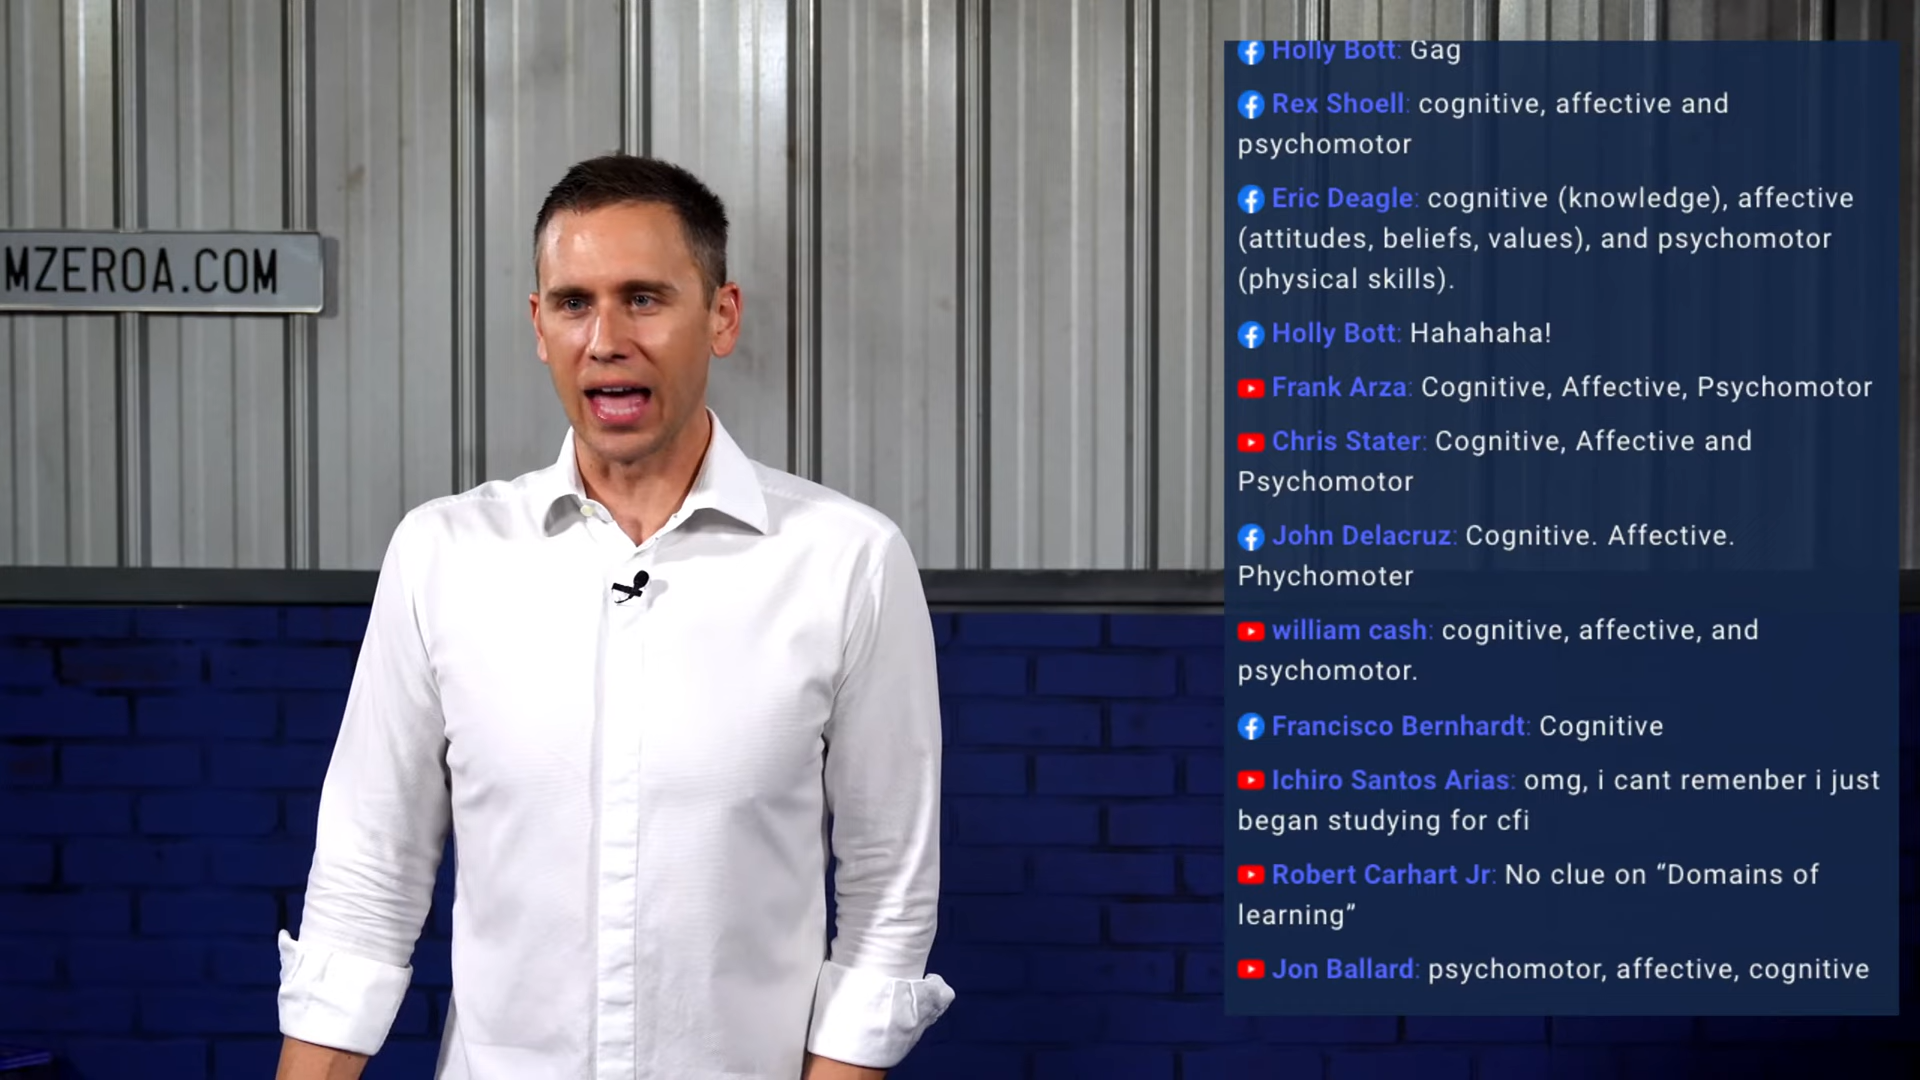 MZEROA.COM
Holly Bott: Gag
Rex Shoell: cognitive, affective and
psychomotor
Eric Deagle: cognitive (knowledge), affective
(attitudes, beliefs, values), and psychomotor
(physical skills).
Holly Bott: Hahahaha!
Frank Arza: Cognitive, Affective, Psychomotor
Chris Stater: Cognitive, Affective and
Psychomotor
John Delacruz: Cognitive. Affective.
Phychomoter
william cash: cognitive, affective, and
psychomotor.
Francisco Bernhardt: Cognitive
Ichiro Santos Arias: omg, i cant remenber i just
began studying for cfi
Robert Carhart Jr: No clue on “Domains of
learning”
Jon Ballard: psychomotor, affective, cognitive